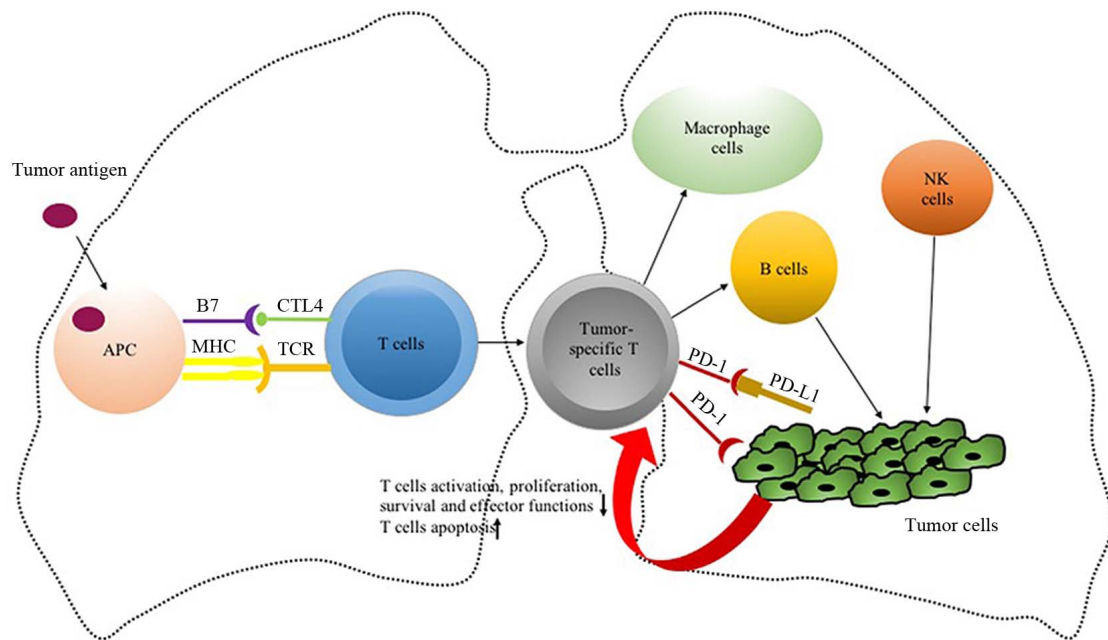 Tumor antigen
APC
B7
CTL4
MHC
TCR
T cells
Tumor-
specific T
cells
Macrophage
cells
B cells
NK
cells
PD-1
PD-L1
PD-1
T cells activation, proliferation,
survival and effector functions
T cells apoptosis
Tumor cells